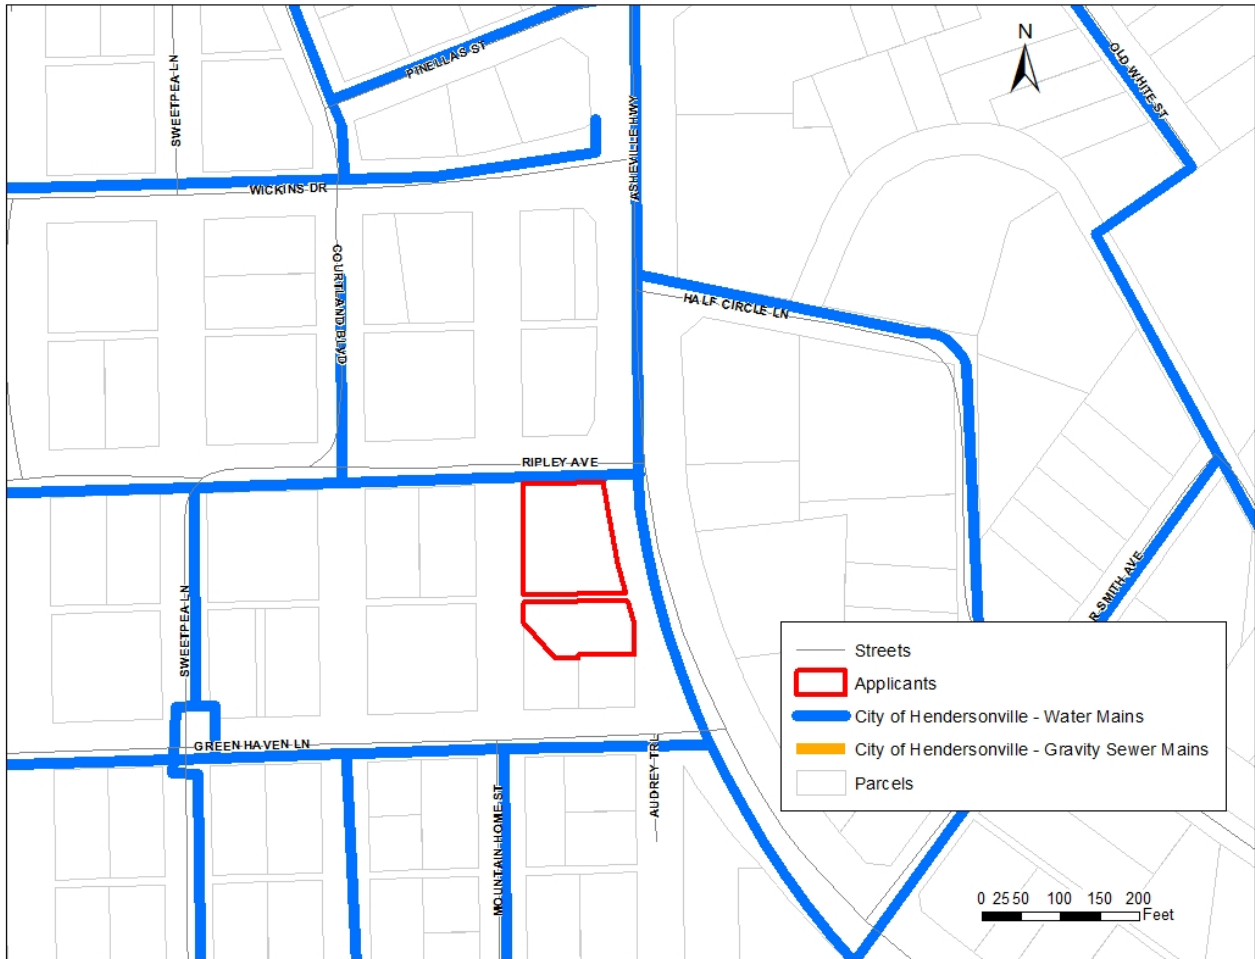 N
PINELLAS ST
SWEETPEA LN
ASHEVILLE HWY
OLD WHITE ST
WICKINS DR
COURTLAND BLVD
HALF CIRCLE LN
RIPLEY AVE
R SMITH AVE
SWEETPEA LN
GREEN HAVEN LN
AUDREY TRL
MOUNTAIN HOME ST
Streets
Applicants
City of Hendersonville - Water Mains
City of Hendersonville - Gravity Sewer Mains
Parcels
0 25 50 100 150 200
Feet